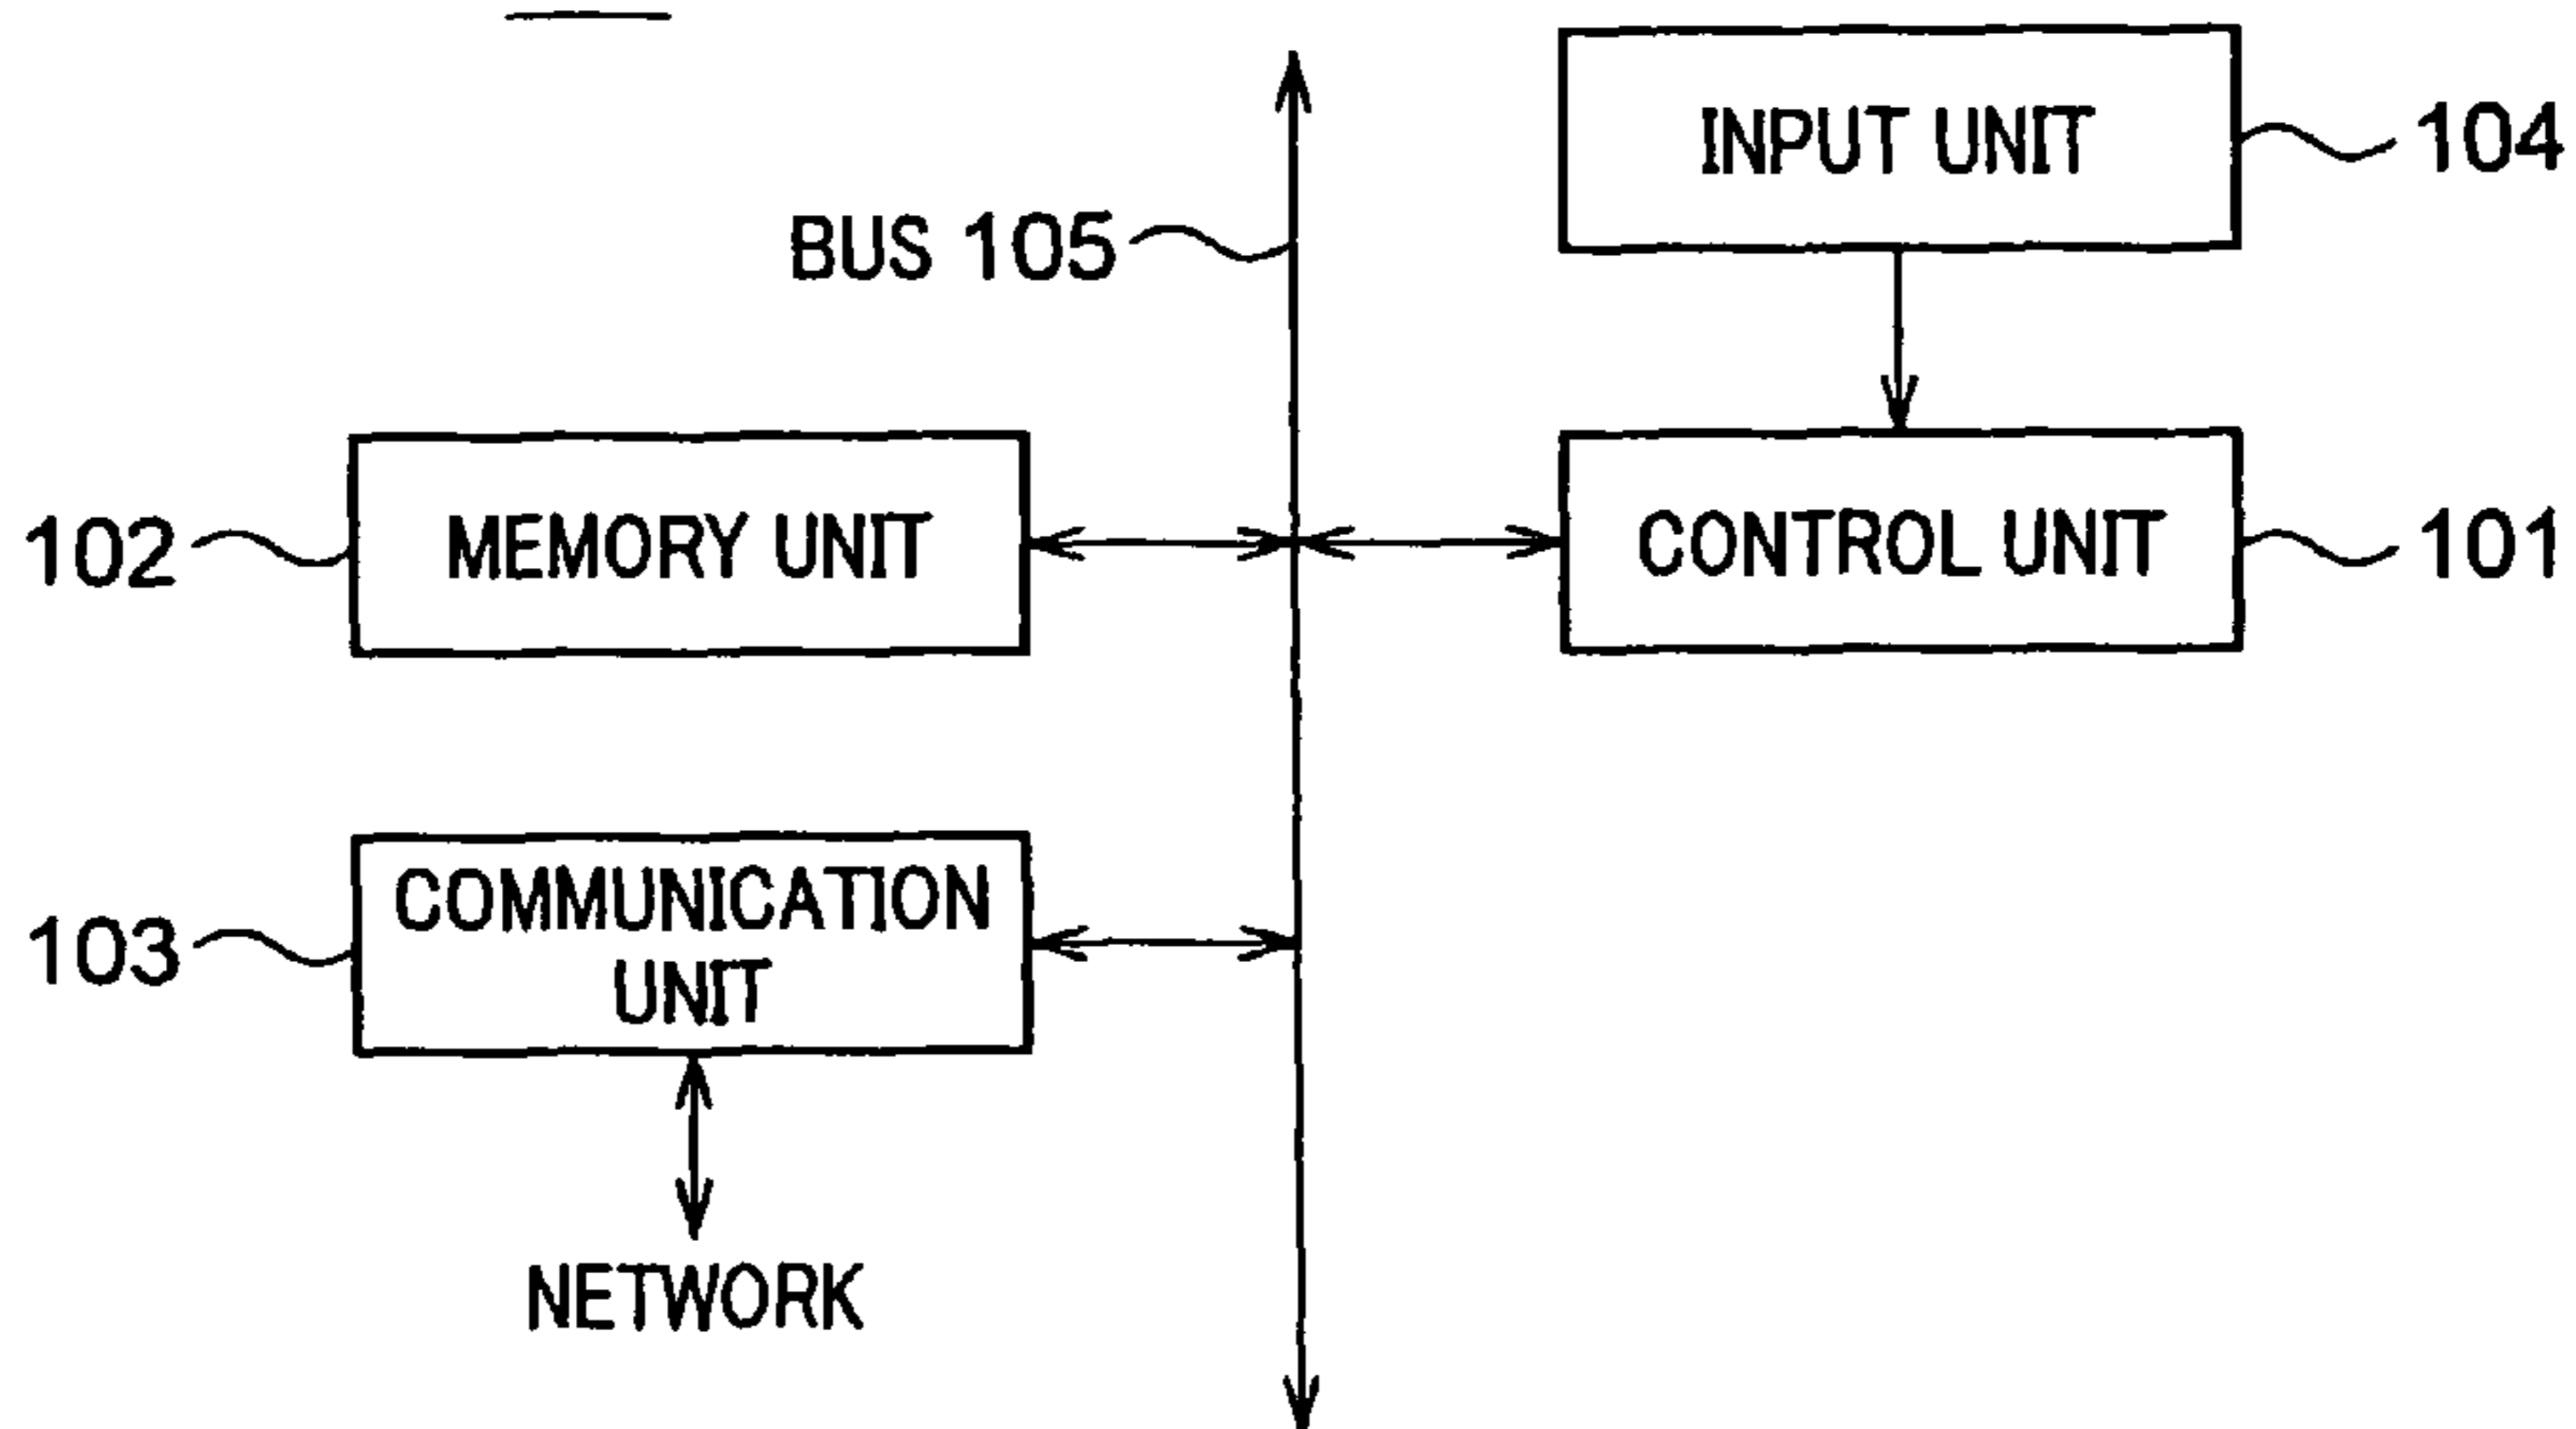 INPUT UNIT 104
BUS 105
102 MEMORY UNIT
CONTROL UNIT 101
103 COMMUNICATION
UNIT
NETWORK